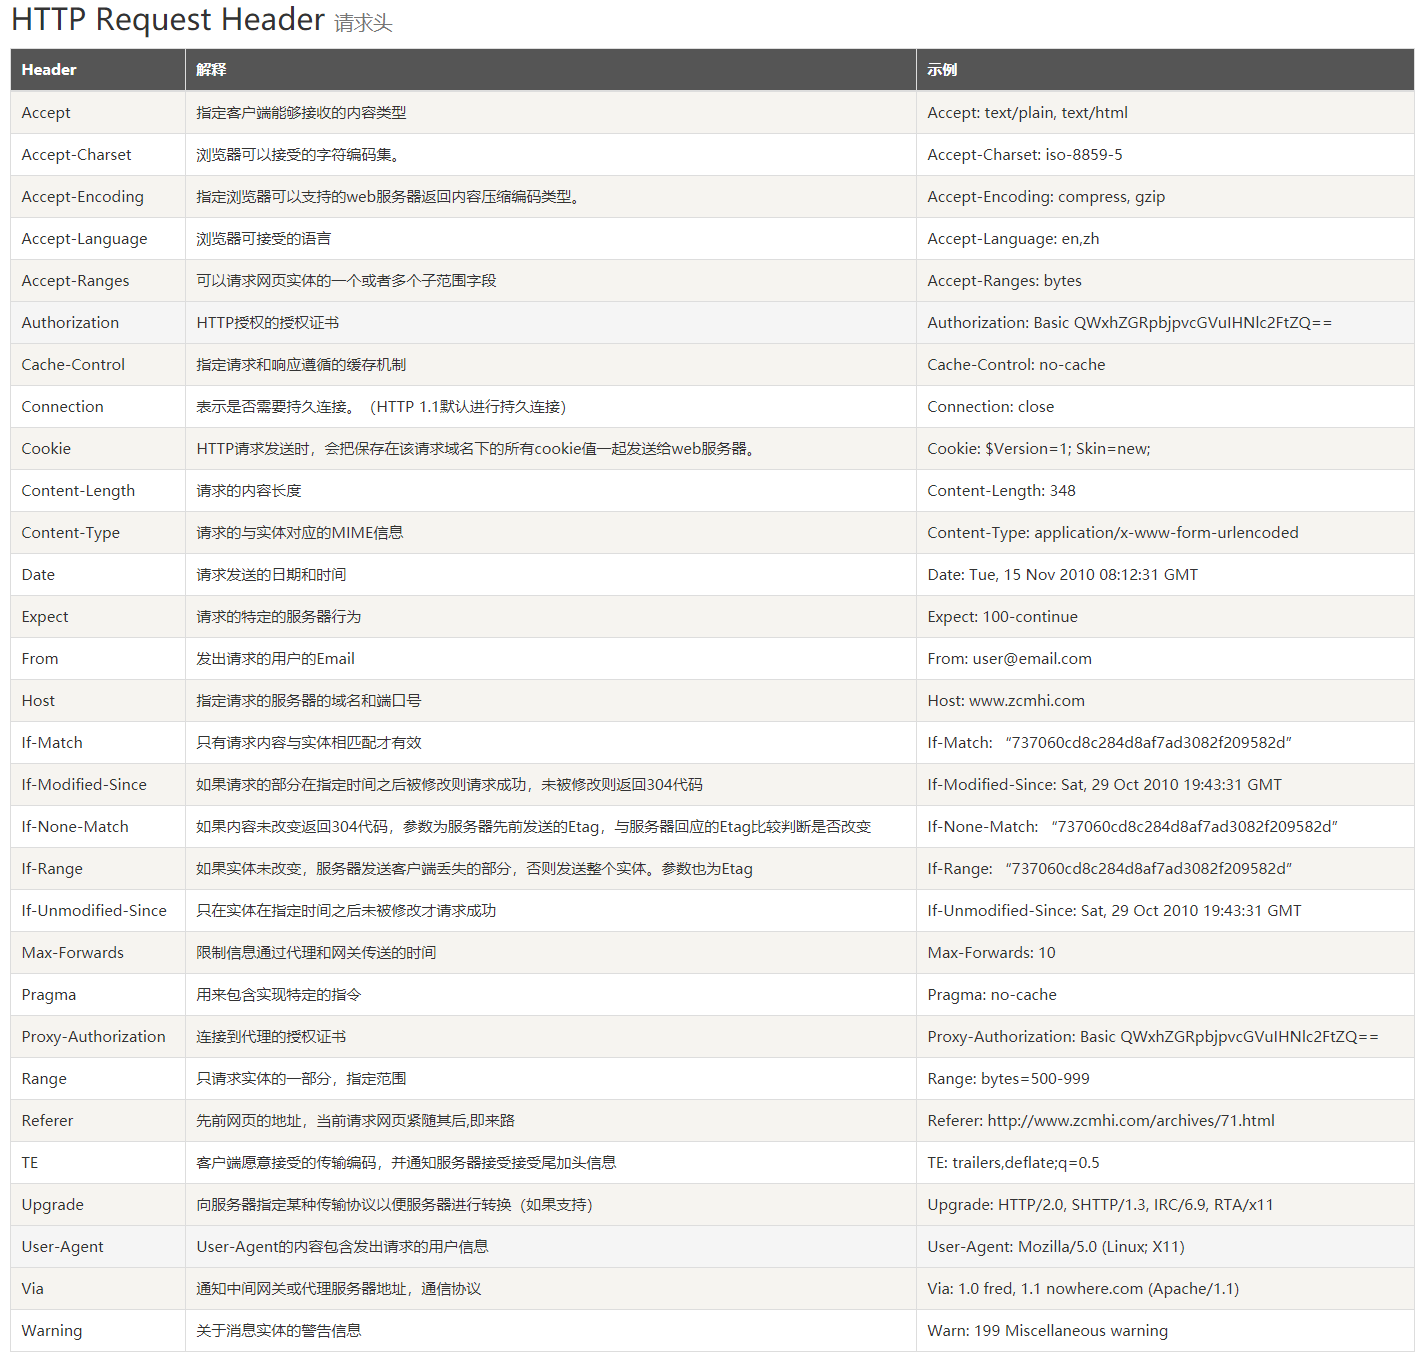 HTTP Request Header 请求头
Header 解释 示例
Accept 指定客户端能够接收的内容类型 Accept: text/plain, text/html
Accept-Charset 浏览器可以接受的字符编码集。 Accept-Charset: iso-8859-5
Accept-Encoding 指定浏览器可以支持的web服务器返回内容压缩编码类型。 Accept-Encoding: compress, gzip
Accept-Language 浏览器可接受的语言 Accept-Language: en,zh
Accept-Ranges 可以请求网页实体的一个或者多个子范围字段 Accept-Ranges: bytes
Authorization HTTP授权的授权证书 Authorization: Basic QWxhZGRpbjpvcGVuIHNlc2FtZQ==
Cache-Control 指定请求和响应遵循的缓存机制 Cache-Control: no-cache
Connection 表示是否需要持久连接。（HTTP 1.1默认进行持久连接） Connection: close
Cookie HTTP请求发送时，会把保存在该请求域名下的所有cookie值一起发送给web服务器。 Cookie: $Version=1; Skin=new;
Content-Length 请求的内容长度 Content-Length: 348
Content-Type 请求的与实体对应的MIME信息 Content-Type: application/x-www-form-urlencoded
Date 请求发送的日期和时间 Date: Tue, 15 Nov 2010 08:12:31 GMT
Expect 请求的特定的服务器行为 Expect: 100-continue
From 发出请求的用户的Email From: user@email.com
Host 指定请求的服务器的域名和端口号 Host: www.zcmhi.com
If-Match 只有请求内容与实体相匹配才有效 If-Match: “737060cd8c284d8af7ad3082f209582d”
If-Modified-Since 如果请求的部分在指定时间之后被修改则请求成功，未被修改则返回304代码 If-Modified-Since: Sat, 29 Oct 2010 19:43:31 GMT
If-None-Match 如果内容未改变返回304代码，参数为服务器先前发送的Etag，与服务器回应的Etag比较判断是否改变 If-None-Match: “737060cd8c284d8af7ad3082f209582d”
If-Range 如果实体未改变，服务器发送客户端丢失的部分，否则发送整个实体。参数也为Etag If-Range: “737060cd8c284d8af7ad3082f209582d”
If-Unmodified-Since 只在实体在指定时间之后未被修改才请求成功 If-Unmodified-Since: Sat, 29 Oct 2010 19:43:31 GMT
Max-Forwards 限制信息通过代理和网关传送的时间 Max-Forwards: 10
Pragma 用来包含实现特定的指令 Pragma: no-cache
Proxy-Authorization 连接到代理的授权证书 Proxy-Authorization: Basic QWxhZGRpbjpvcGVuIHNlc2FtZQ==
Range 只请求实体的一部分，指定范围 Range: bytes=500-999
Referer 先前网页的地址，当前请求网页紧随其后,即来路 Referer: http://www.zcmhi.com/archives/71.html
TE 客户端愿意接受的传输编码，并通知服务器接受接受尾加头信息 TE: trailers,deflate;q=0.5
Upgrade 向服务器指定某种传输协议以便服务器进行转换（如果支持） Upgrade: HTTP/2.0, SHTTP/1.3, IRC/6.9, RTA/x11
User-Agent User-Agent的内容包含发出请求的用户信息 User-Agent: Mozilla/5.0 (Linux; X11)
Via 通知中间网关或代理服务器地址，通信协议 Via: 1.0 fred, 1.1 nowhere.com (Apache/1.1)
Warning 关于消息实体的警告信息 Warn: 199 Miscellaneous warning